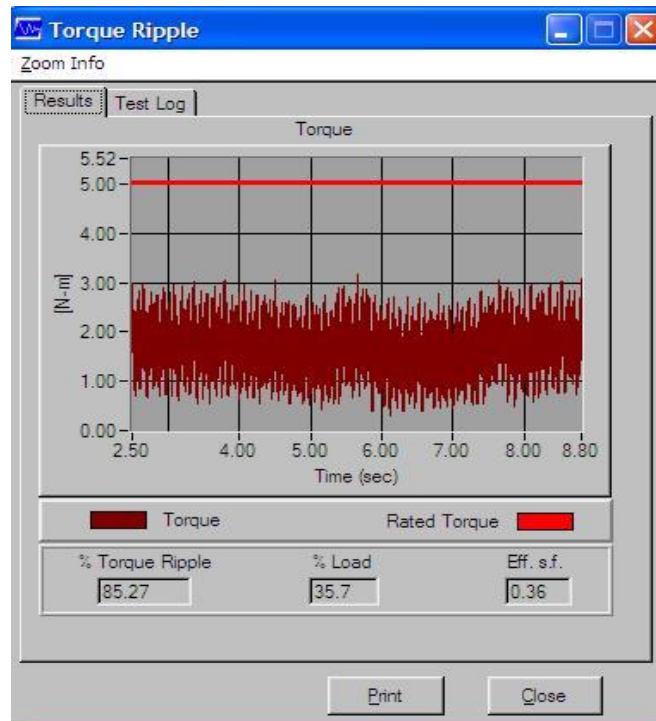 Torque Ripple
Zoom Info
Results Test Log
Torque
5.52
5.00
4.00
3.00
2.00
1.00
0.00
[N-m]
2.50 4.00 5.00 6.00 7.00 8.00 8.80
Time (sec)
Torque Rated Torque
% Torque Ripple % Load Eff. s.f.
85.27 35.7 0.36
Print Close